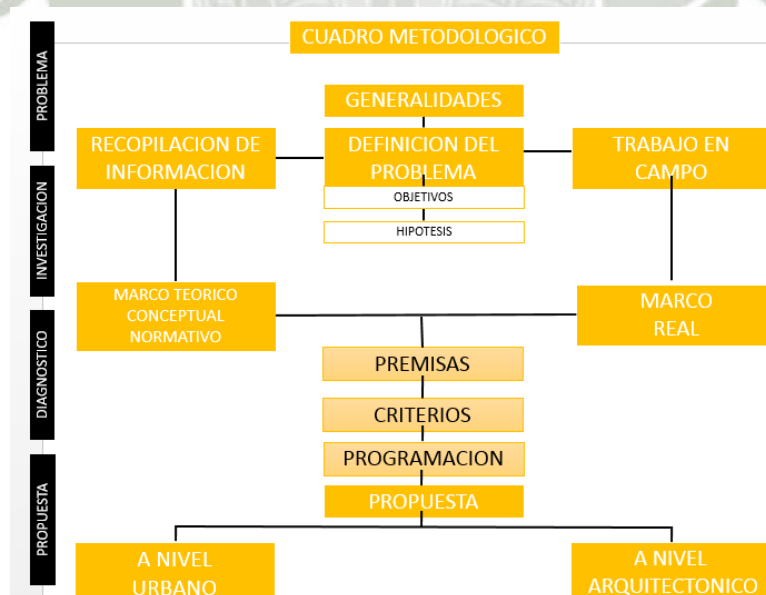 CUADRO METODOLOGICO
PROBLEMA
GENERALIDADES
RECOPILACION DE
INFORMACION
DEFINICION DEL
PROBLEMA
TRABAJO EN
CAMPO
OBJETIVOS
HIPOTESIS
INVESTIGACION
MARCO TEORICO
CONCEPTUAL
NORMATIVO
MARCO
REAL
DIAGNOSTICO
PREMISAS
CRITERIOS
PROGRAMACION
PROPUESTA
PROPUESTA
A NIVEL
URBANO
A NIVEL
ARQUITECTONICO